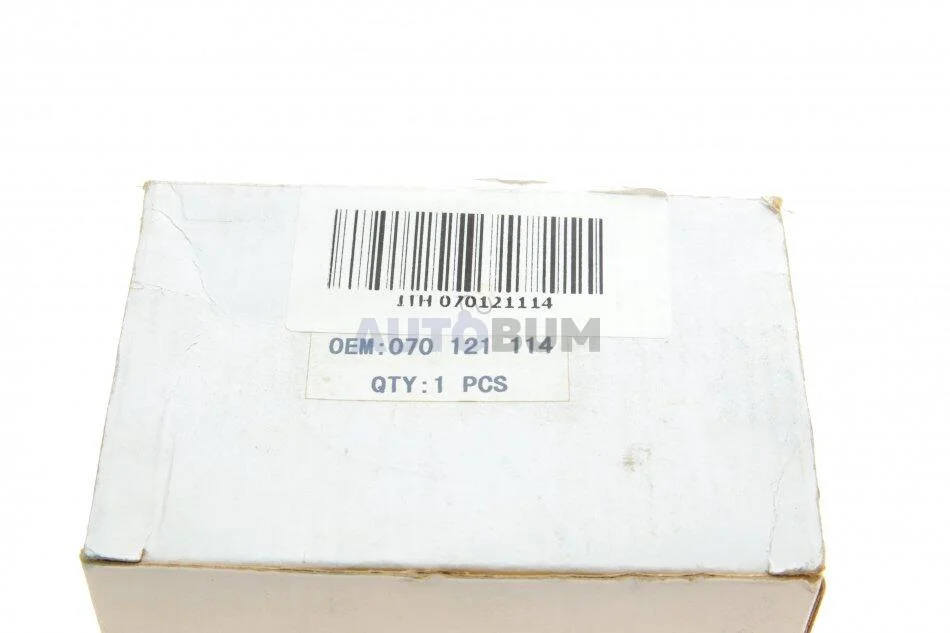 JTH 070121114
AUTOBUM
OEM:070 121 114
QTY:1 PCS